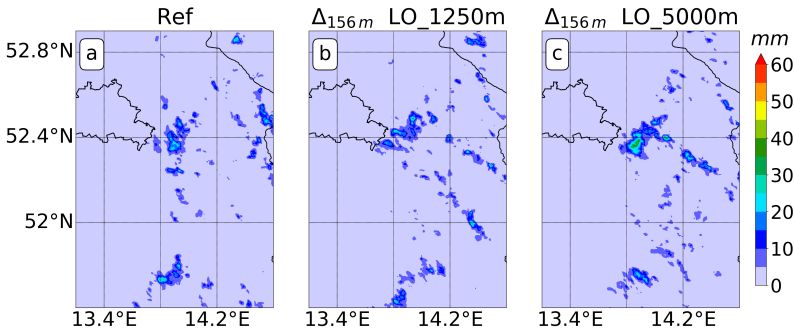 Ref
Δ156 m LO_1250m
Δ156 m LO_5000m
a
b
c
mm
52.8°N
52.4°N
52°N
13.4°E 14.2°E
13.4°E 14.2°E
13.4°E 14.2°E
60
50
40
30
20
10
0